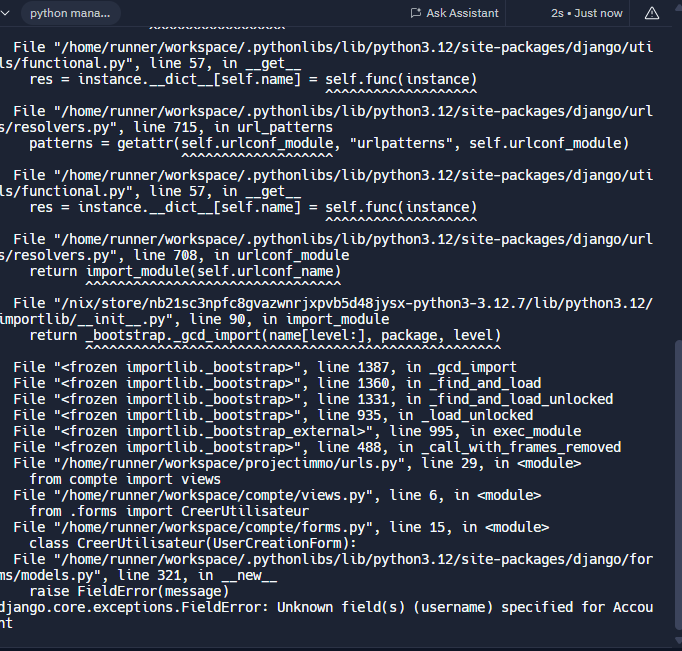 python mana...
Ask Assistant
2s • Just now
^^^^^^^^^^^^^^^^^
File "/home/runner/workspace/.pythonlibs/lib/python3.12/site-packages/django/uti
ls/functional.py", line 57, in __get__
res = instance.__dict__[self.name] = self.func(instance)
^^^^^^^^^^^^^^^^^^^
File "/home/runner/workspace/.pythonlibs/lib/python3.12/site-packages/django/url
s/resolvers.py", line 715, in url_patterns
patterns = getattr(self.urlconf_module, "urlpatterns", self.urlconf_module)
^^^^^^^^^^^^^^^^^^^
File "/home/runner/workspace/.pythonlibs/lib/python3.12/site-packages/django/uti
ls/functional.py", line 57, in __get__
res = instance.__dict__[self.name] = self.func(instance)
^^^^^^^^^^^^^^^^^^^
File "/home/runner/workspace/.pythonlibs/lib/python3.12/site-packages/django/url
s/resolvers.py", line 708, in urlconf_module
return import_module(self.urlconf_name)
^^^^^^^^^^^^^^^^^^^^^^^^^^^^^^^^
File "/nix/store/nb21sc3npfc8gvazwnrjxpvb5d48jysx-python3-3.12.7/lib/python3.12/
importlib/__init__.py", line 90, in import_module
return _bootstrap._gcd_import(name[level:], package, level)
^^^^^^^^^^^^^^^^^^^^^^^^^^^^^^^^^^^^^^^^^^^^^^^^^^^^
File "<frozen importlib._bootstrap>", line 1387, in _gcd_import
File "<frozen importlib._bootstrap>", line 1360, in _find_and_load
File "<frozen importlib._bootstrap>", line 1331, in _find_and_load_unlocked
File "<frozen importlib._bootstrap>", line 935, in _load_unlocked
File "<frozen importlib._bootstrap_external>", line 995, in exec_module
File "<frozen importlib._bootstrap>", line 488, in _call_with_frames_removed
File "/home/runner/workspace/projectimmo/urls.py", line 29, in <module>
from compte import views
File "/home/runner/workspace/compte/views.py", line 6, in <module>
from .forms import CreerUtilisateur
File "/home/runner/workspace/compte/forms.py", line 15, in <module>
class CreerUtilisateur(UserCreationForm):
File "/home/runner/workspace/.pythonlibs/lib/python3.12/site-packages/django/for
ms/models.py", line 321, in __new__
raise FieldError(message)
django.core.exceptions.FieldError: Unknown field(s) (username) specified for Accou
nt